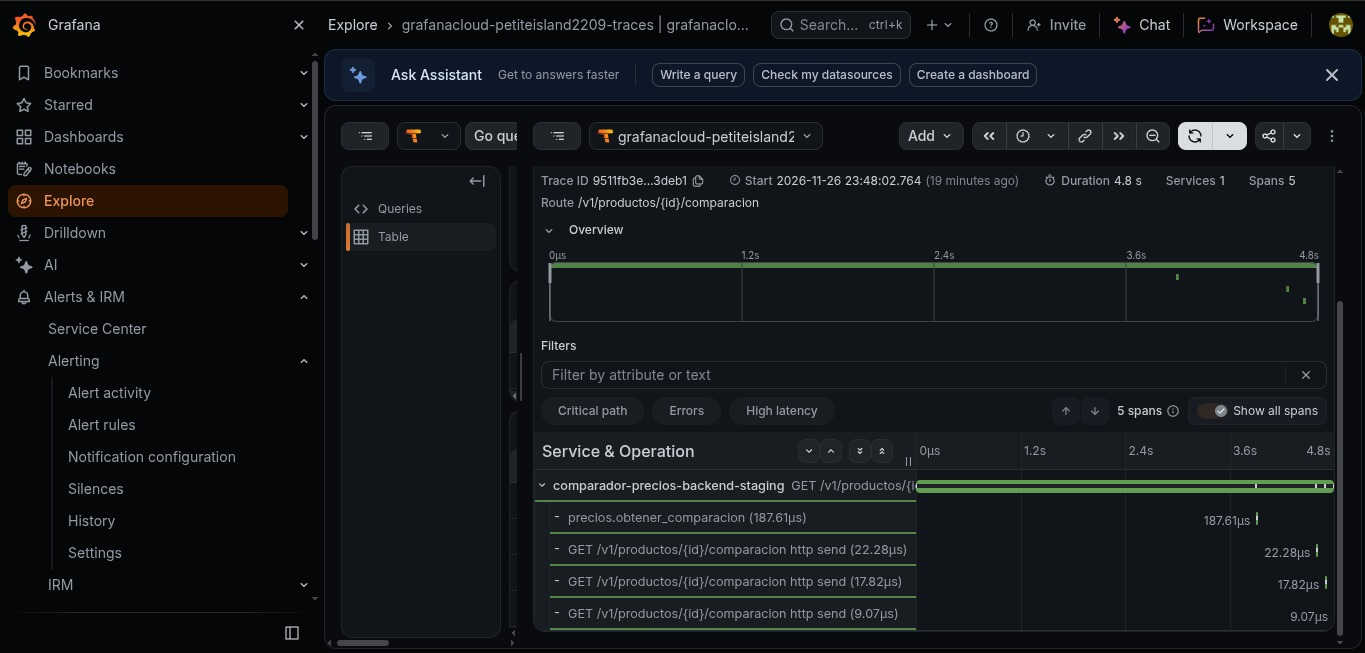 Grafana
Explore › grafanacloud-petiteisland2209-traces | grafanaclo...
Search... ctrl+k
Invite
Chat
Workspace
Bookmarks
Starred
Dashboards
Notebooks
Explore
Drilldown
AI
Alerts & IRM
Service Center
Alerting
Alert activity
Alert rules
Notification configuration
Silences
History
Settings
IRM
Ask Assistant Get to answers faster
Write a query
Check my datasources
Create a dashboard
Go que
grafanacloud-petiteisland2
Add
Queries
Table
Trace ID 9511fb3e...3deb1 Start 2026-11-26 23:48:02.764 (19 minutes ago) Duration 4.8 s Services 1 Spans 5
Route /v1/productos/{id}/comparacion
Overview
0µs 1.2s 2.4s 3.6s 4.8s
Filters
Filter by attribute or text
Critical path Errors High latency 5 spans Show all spans
Service & Operation 0µs 1.2s 2.4s 3.6s 4.8s
comparador-precios-backend-staging GET /v1/productos/{i
precios.obtener_comparacion (187.61µs) 187.61µs
GET /v1/productos/{id}/comparacion http send (22.28µs) 22.28µs
GET /v1/productos/{id}/comparacion http send (17.82µs) 17.82µs
GET /v1/productos/{id}/comparacion http send (9.07µs) 9.07µs